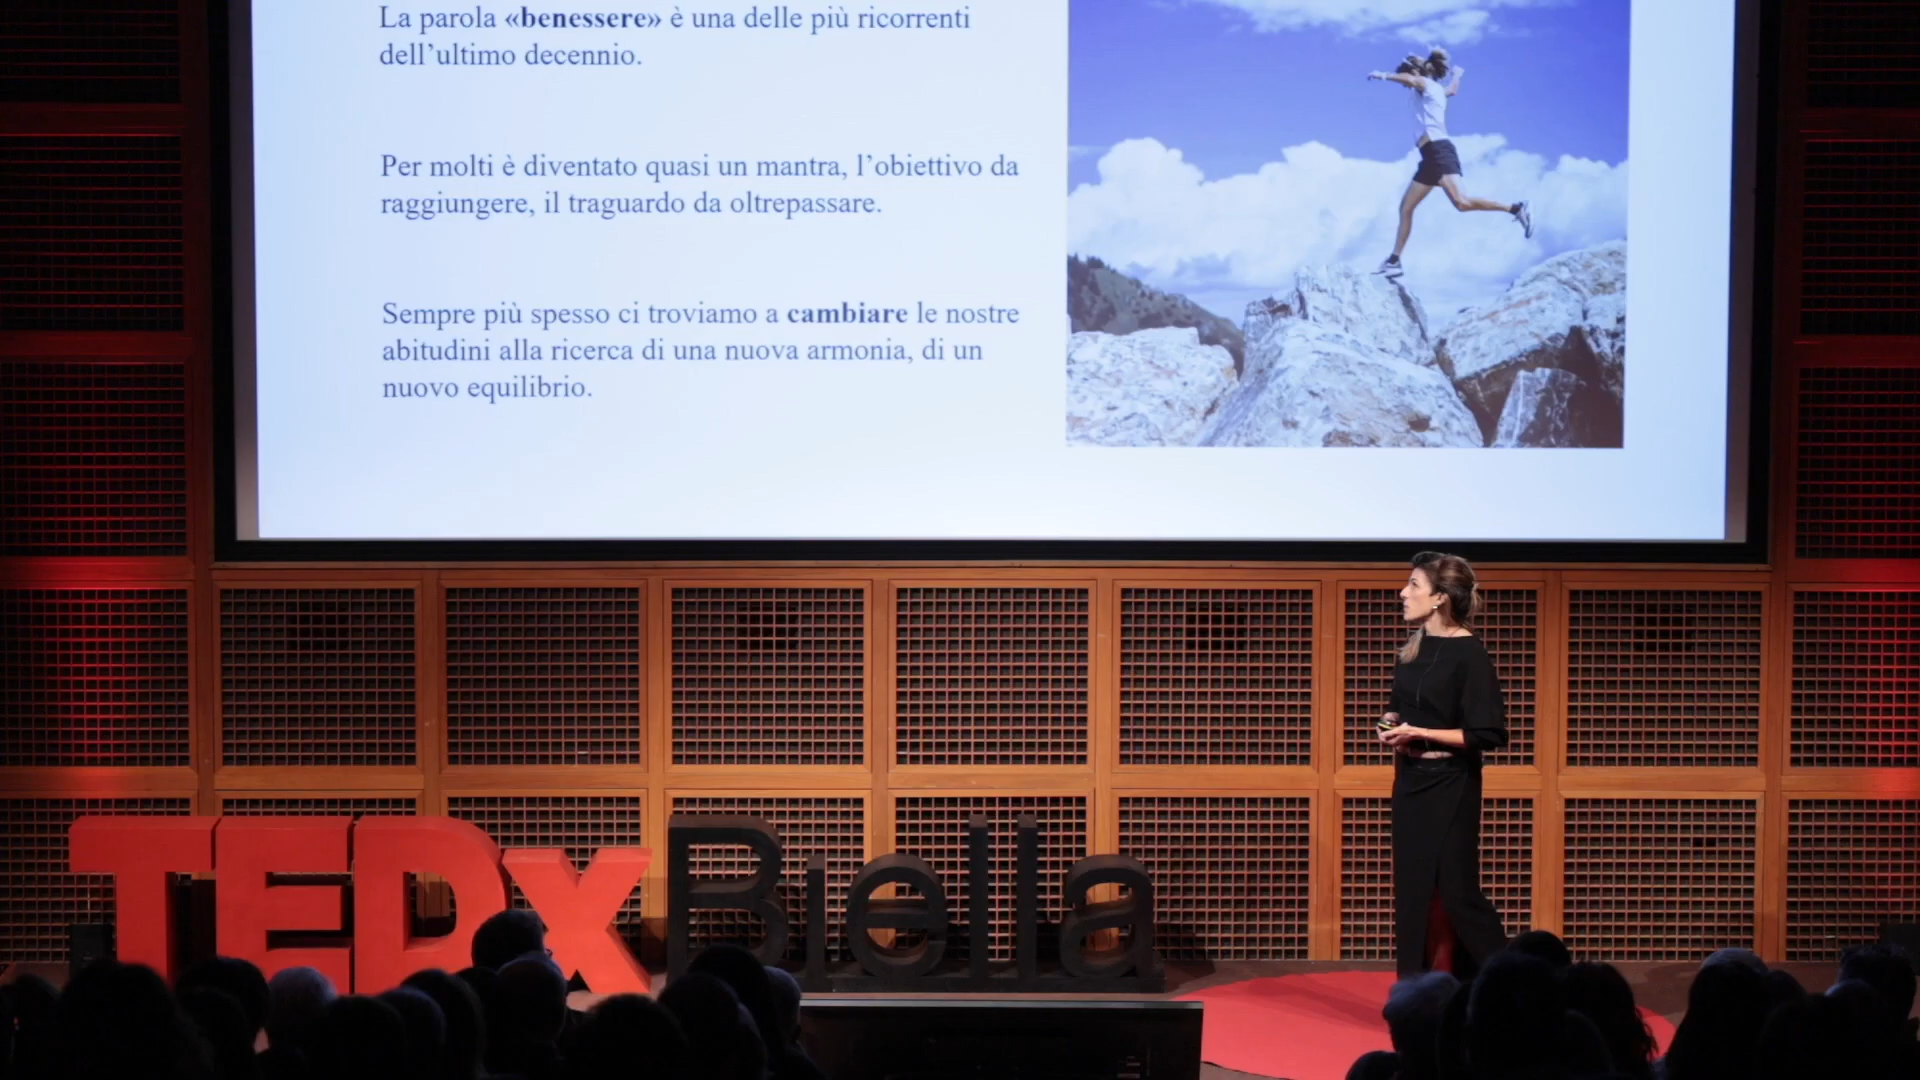 La parola «benessere» è una delle più ricorrenti
dell’ultimo decennio.
Per molti è diventato quasi un mantra, l’obiettivo da
raggiungere, il traguardo da oltrepassare.
Sempre più spesso ci troviamo a cambiare le nostre
abitudini alla ricerca di una nuova armonia, di un
nuovo equilibrio.
TEDxBiella